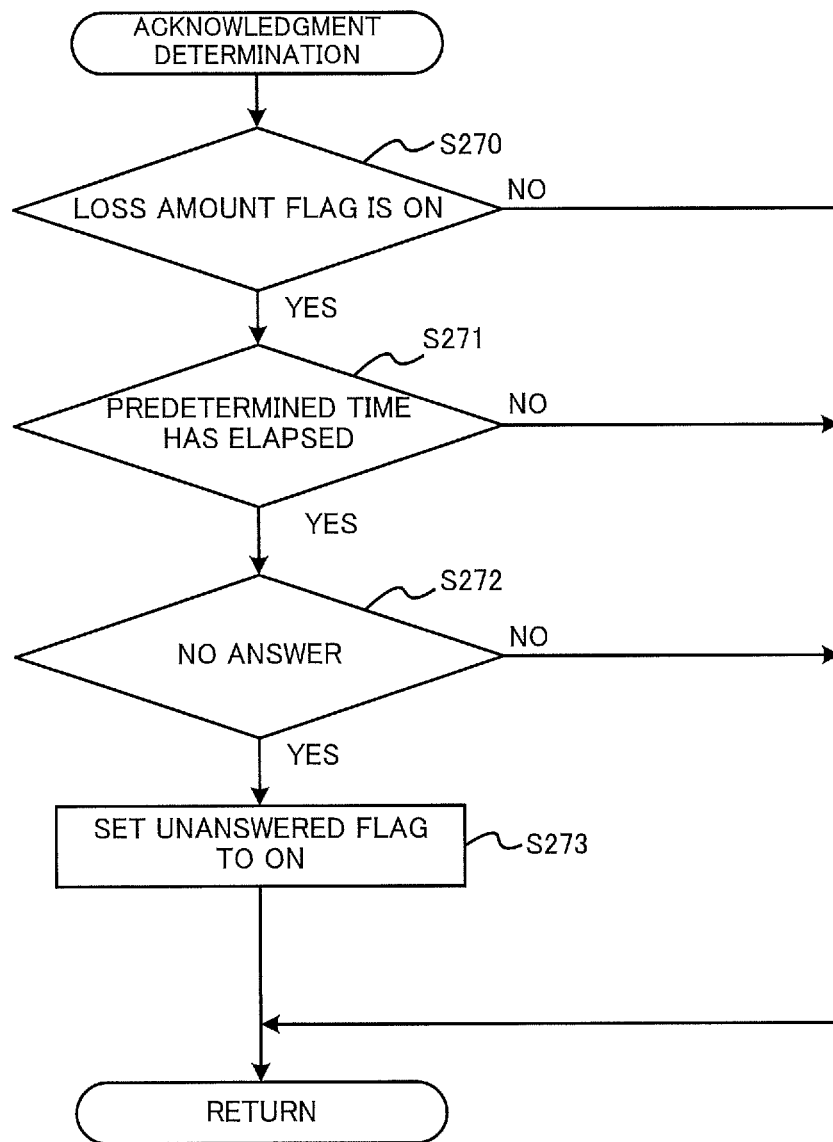 ACKNOWLEDGMENT
DETERMINATION
S270
LOSS AMOUNT FLAG IS ON
NO
YES
S271
PREDETERMINED TIME
HAS ELAPSED
NO
YES
S272
NO ANSWER
NO
YES
SET UNANSWERED FLAG
TO ON
S273
RETURN